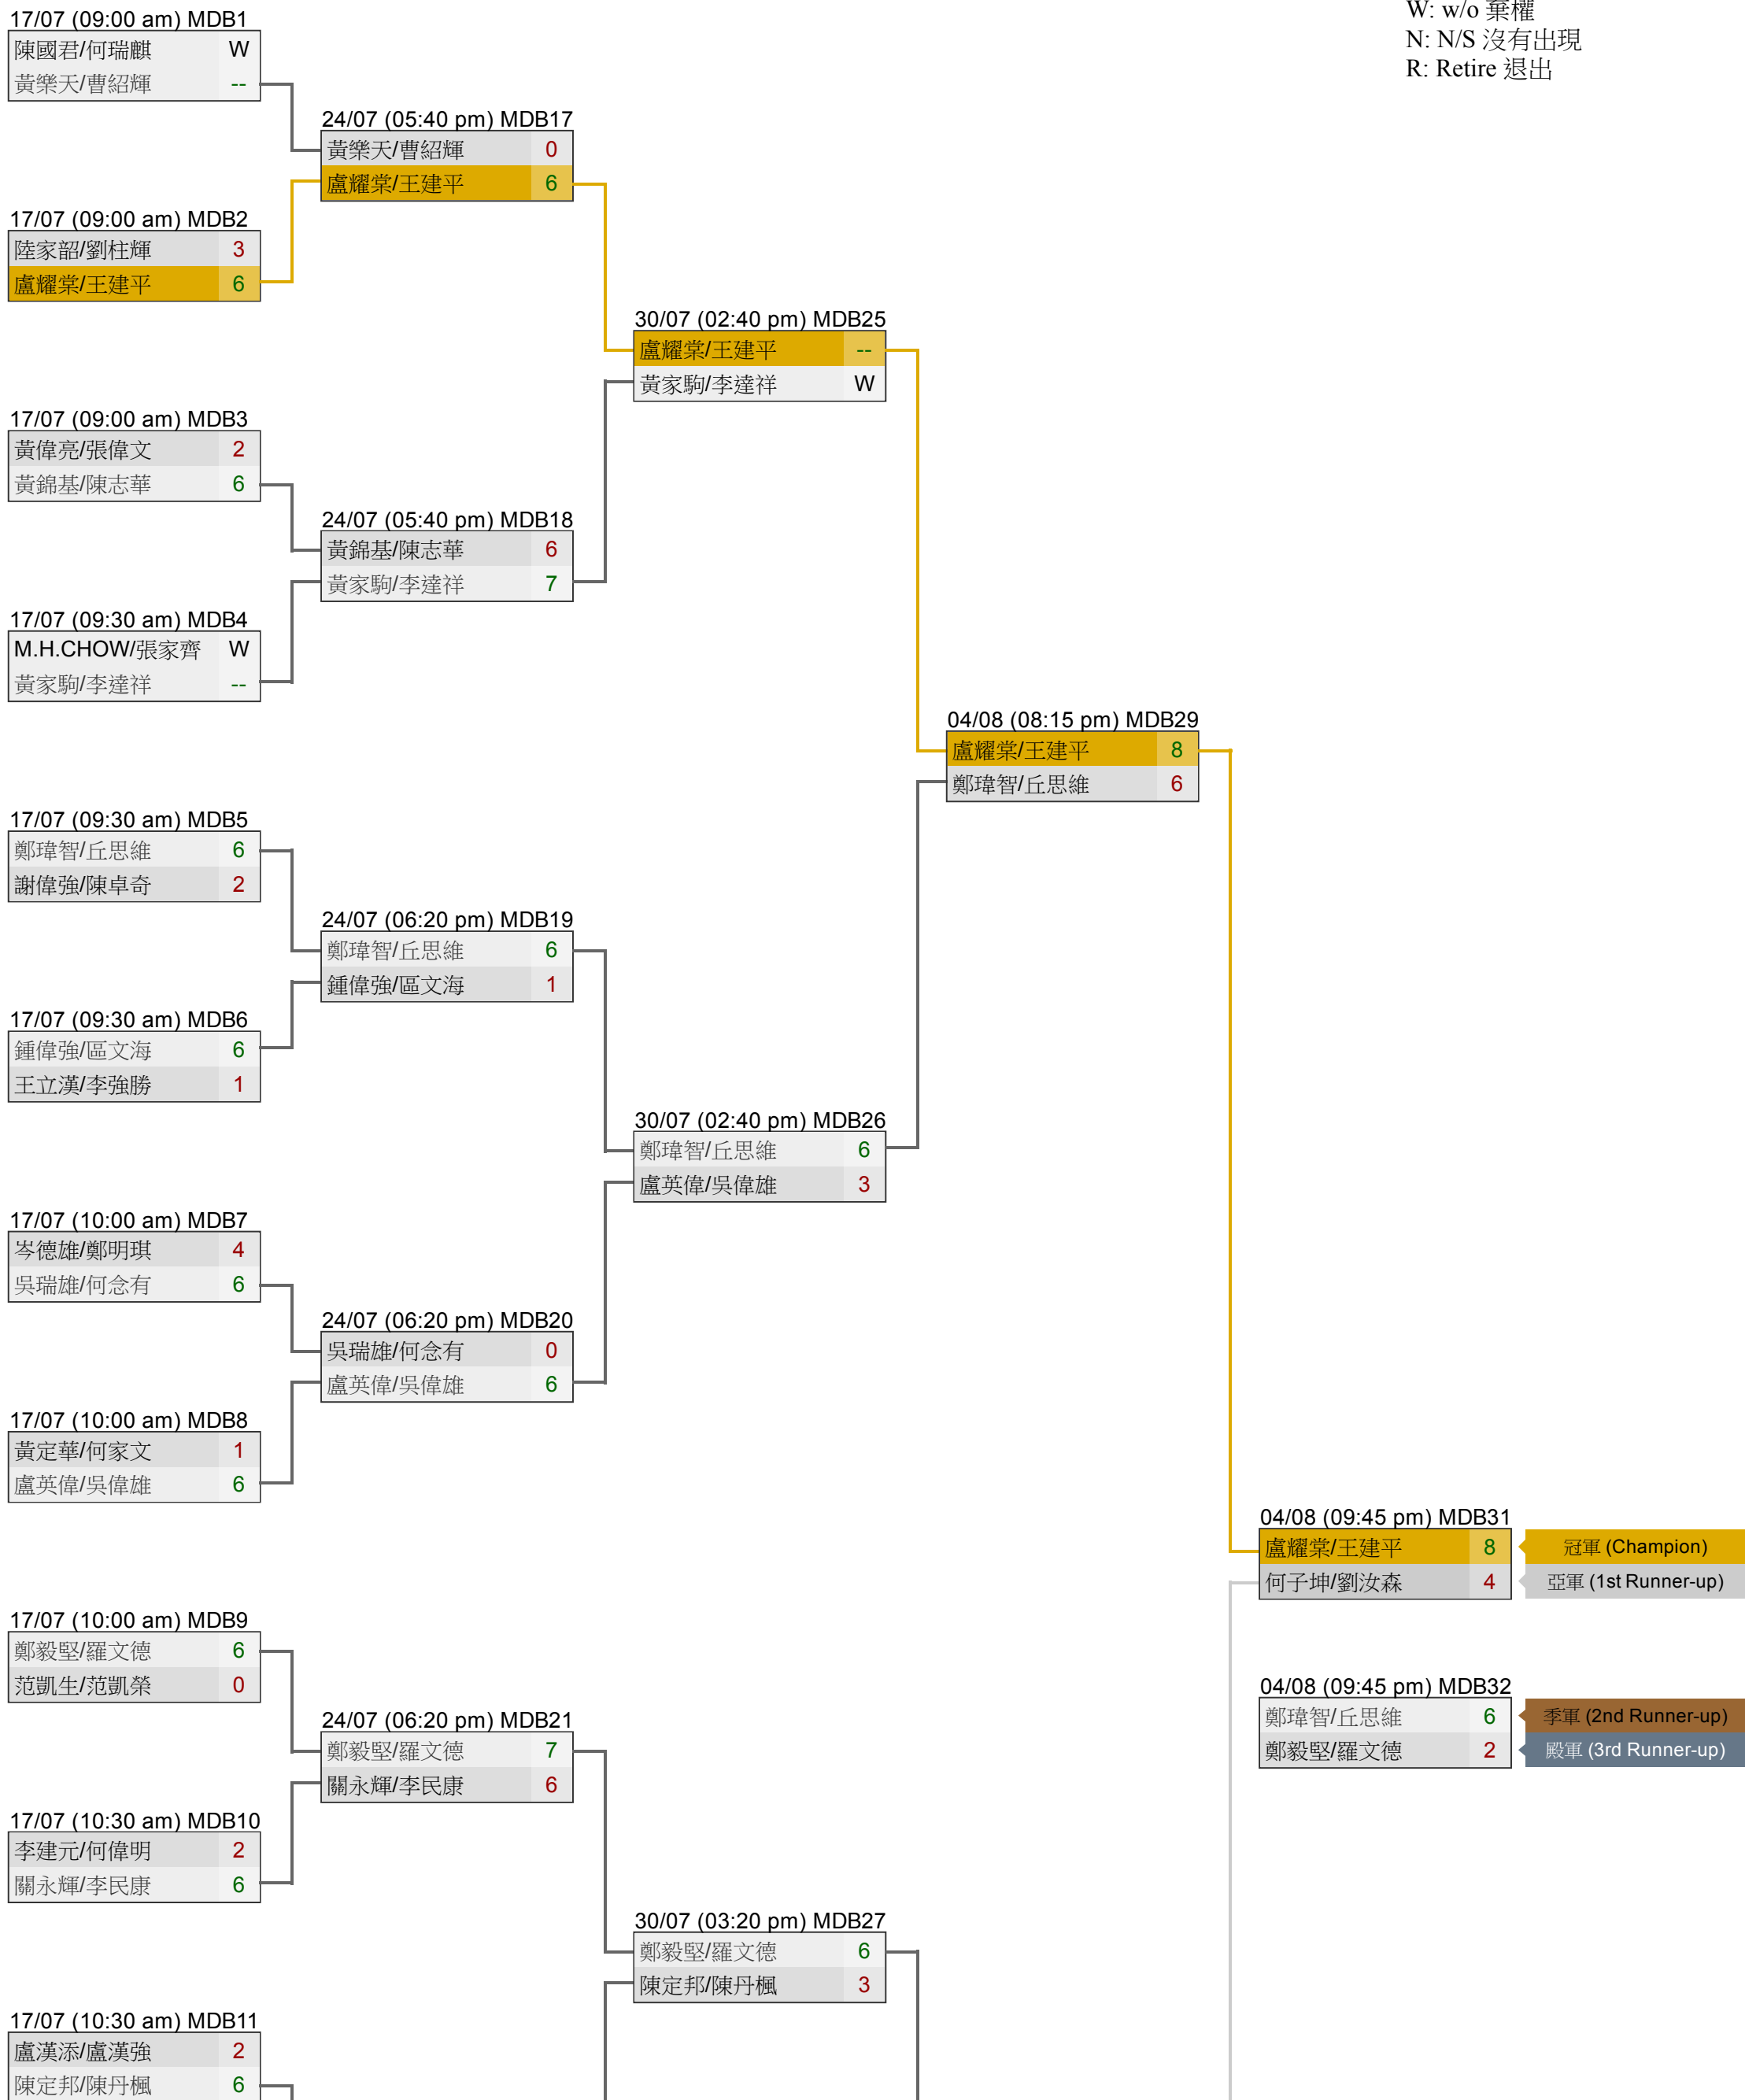 W: w/o 棄權
N: N/S 沒有出現
R: Retire 退出
17/07 (09:00 am) MDB1
陳國君/何瑞麒 W
黃樂天/曹紹輝 --
24/07 (05:40 pm) MDB17
黃樂天/曹紹輝 0
盧耀棠/王建平 6
17/07 (09:00 am) MDB2
陸家韶/劉柱輝 3
盧耀棠/王建平 6
30/07 (02:40 pm) MDB25
盧耀棠/王建平 --
黃家駒/李達祥 W
17/07 (09:00 am) MDB3
黃偉亮/張偉文 2
黃錦基/陳志華 6
24/07 (05:40 pm) MDB18
黃錦基/陳志華 6
黃家駒/李達祥 7
17/07 (09:30 am) MDB4
M.H.CHOW/張家齊 W
黃家駒/李達祥 --
04/08 (08:15 pm) MDB29
盧耀棠/王建平 8
鄭瑋智/丘思維 6
17/07 (09:30 am) MDB5
鄭瑋智/丘思維 6
謝偉強/陳卓奇 2
24/07 (06:20 pm) MDB19
鄭瑋智/丘思維 6
鍾偉強/區文海 1
17/07 (09:30 am) MDB6
鍾偉強/區文海 6
王立漢/李強勝 1
30/07 (02:40 pm) MDB26
鄭瑋智/丘思維 6
盧英偉/吳偉雄 3
17/07 (10:00 am) MDB7
岑德雄/鄭明琪 4
吳瑞雄/何念有 6
24/07 (06:20 pm) MDB20
吳瑞雄/何念有 0
盧英偉/吳偉雄 6
17/07 (10:00 am) MDB8
黃定華/何家文 1
盧英偉/吳偉雄 6
04/08 (09:45 pm) MDB31
盧耀棠/王建平 8 冠軍 (Champion)
何子坤/劉汝森 4 亞軍 (1st Runner-up)
17/07 (10:00 am) MDB9
鄭毅堅/羅文德 6
范凱生/范凱榮 0
04/08 (09:45 pm) MDB32
鄭瑋智/丘思維 6 季軍 (2nd Runner-up)
鄭毅堅/羅文德 2 殿軍 (3rd Runner-up)
24/07 (06:20 pm) MDB21
鄭毅堅/羅文德 7
關永輝/李民康 6
17/07 (10:30 am) MDB10
李建元/何偉明 2
關永輝/李民康 6
30/07 (03:20 pm) MDB27
鄭毅堅/羅文德 6
陳定邦/陳丹楓 3
17/07 (10:30 am) MDB11
盧漢添/盧漢強 2
陳定邦/陳丹楓 6